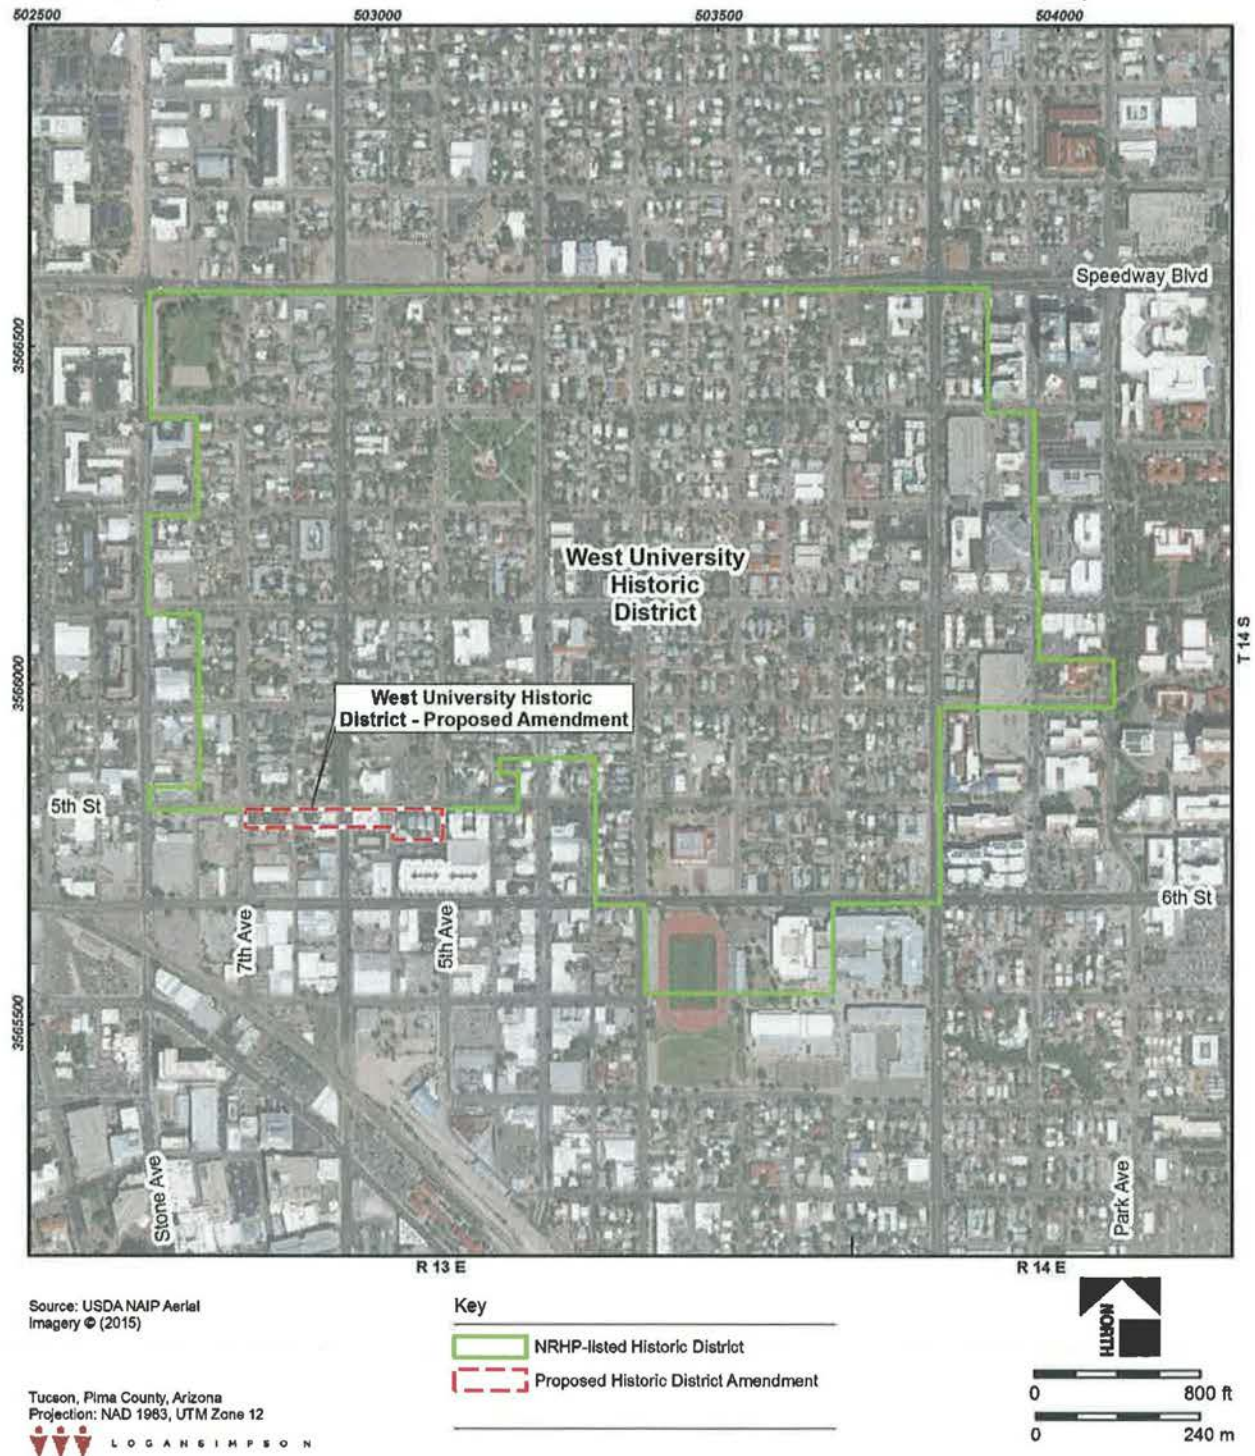 502500 503000 503500 504000
Speedway Blvd
3566500
West University
Historic
District
T 14 S
3566000
West University Historic
District - Proposed Amendment
5th St
6th St
7th Ave
5th Ave
3565500
Stone Ave
Park Ave
R 13 E R 14 E
Source: USDA NAIP Aerial
Imagery © (2015)
Key
NORTH
NRHP-listed Historic District
Proposed Historic District Amendment
0 800 ft
0 240 m
Tucson, Pima County, Arizona
Projection: NAD 1983, UTM Zone 12
LOGANSIMPSON